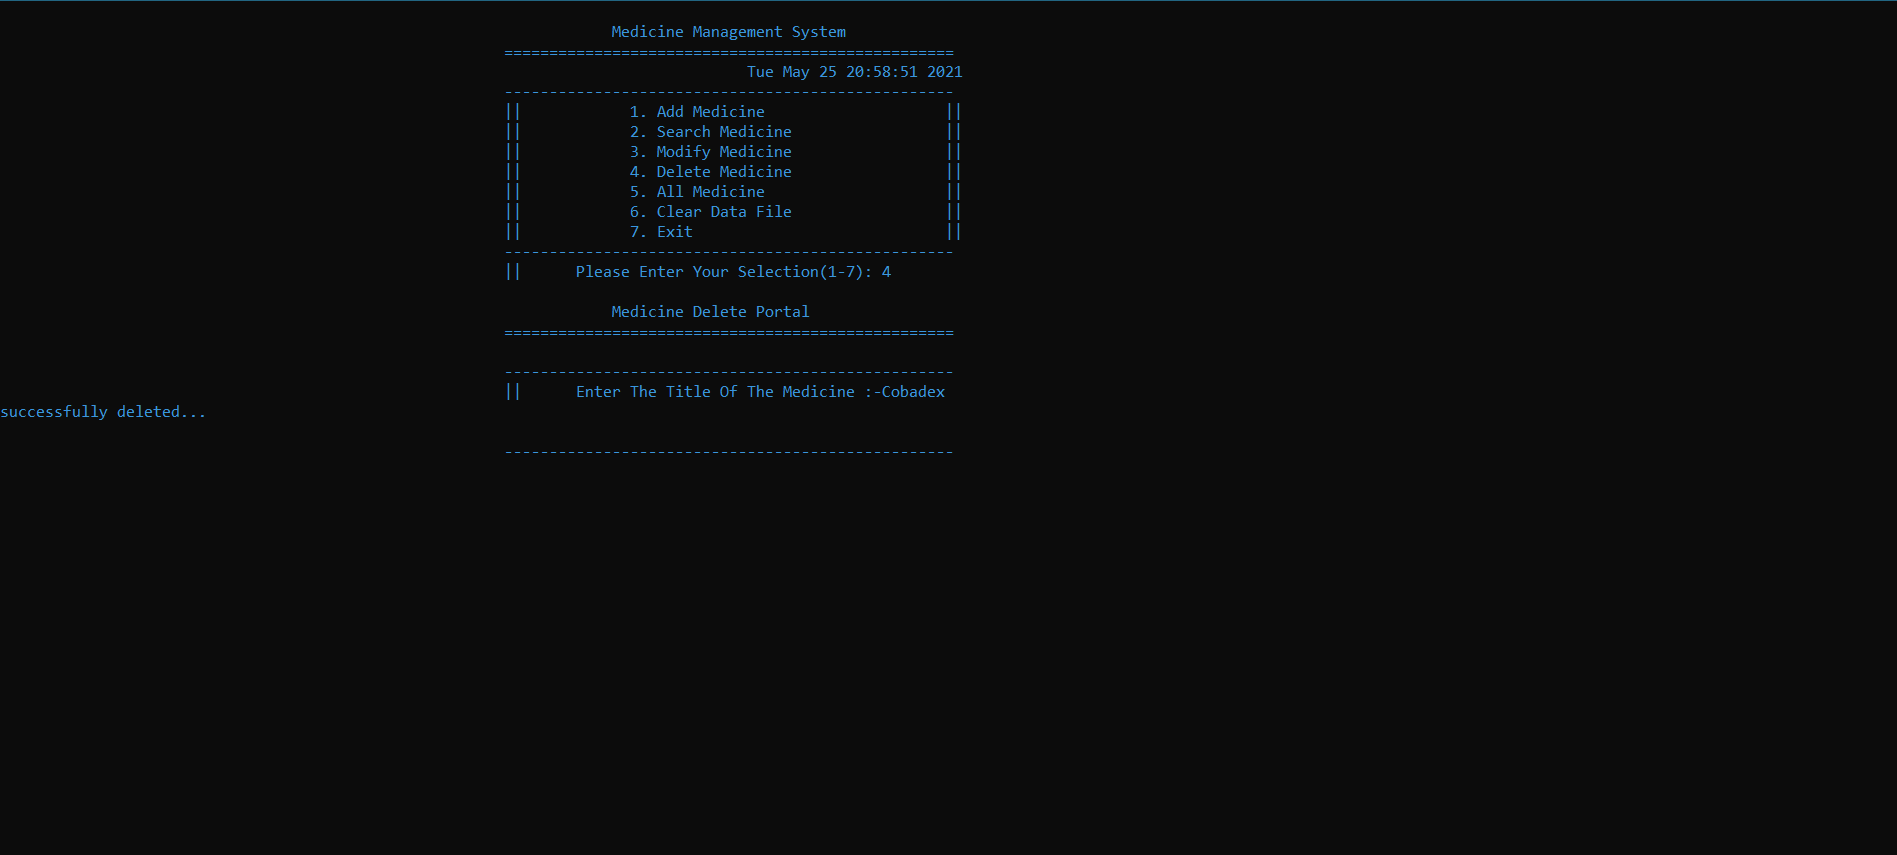 Medicine Management System
==================================================
Tue May 25 20:58:51 2021
--------------------------------------------------
|| 1. Add Medicine ||
|| 2. Search Medicine ||
|| 3. Modify Medicine ||
|| 4. Delete Medicine ||
|| 5. All Medicine ||
|| 6. Clear Data File ||
|| 7. Exit ||
--------------------------------------------------
|| Please Enter Your Selection(1-7): 4
Medicine Delete Portal
==================================================
--------------------------------------------------
|| Enter The Title Of The Medicine :-Cobadex
successfully deleted...
--------------------------------------------------